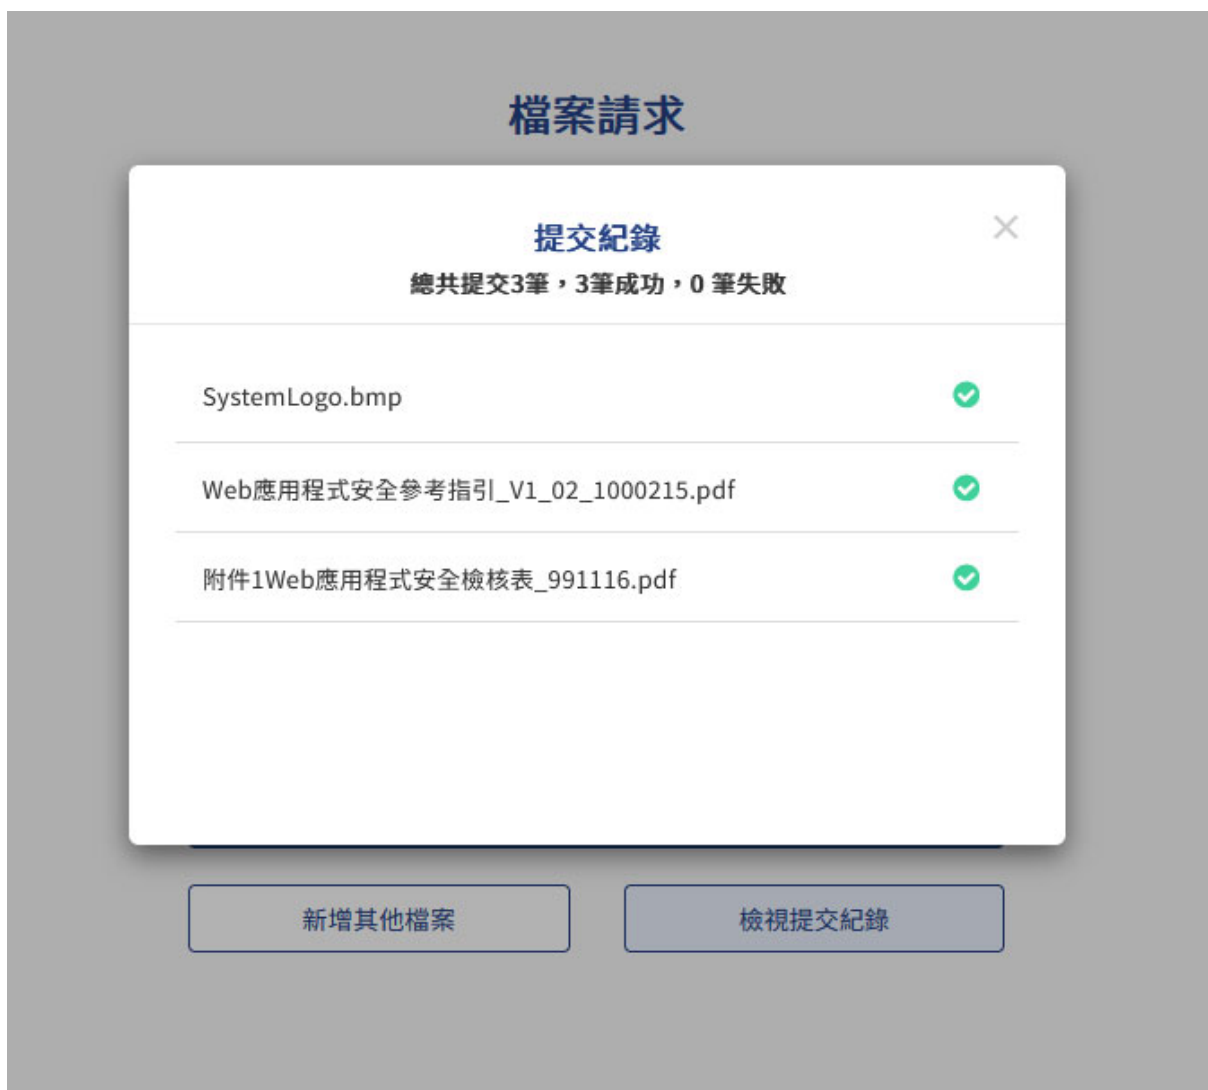 檔案請求
提交紀錄
總共提交3筆，3筆成功，0 筆失敗
SystemLogo.bmp
Web應用程式安全參考指引_V1_02_1000215.pdf
附件1Web應用程式安全檢核表_991116.pdf
新增其他檔案
檢視提交紀錄